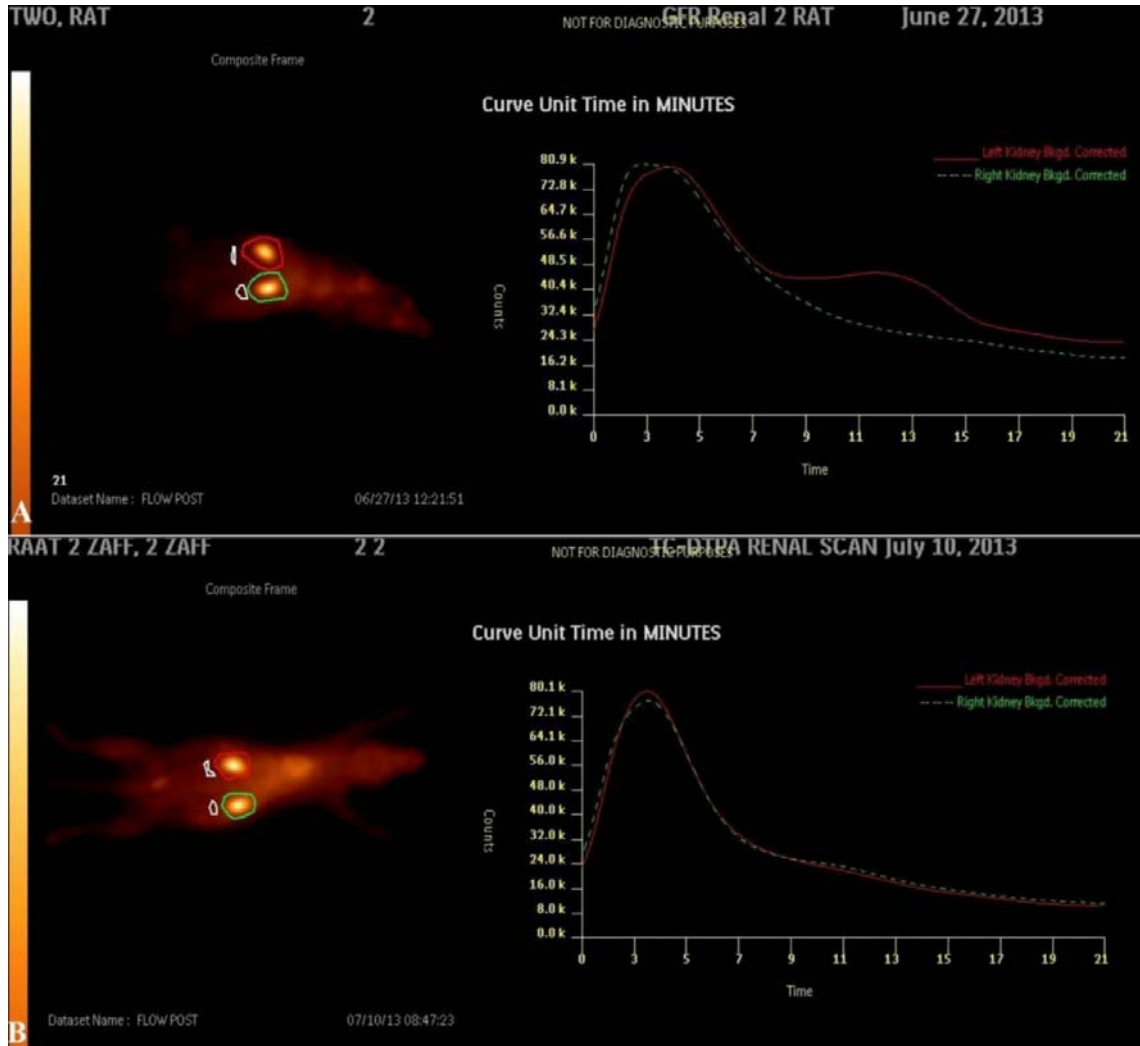 TWO, RAT 2 NOT FOR DIAGNOSTIC PURPOSES GFR Renal 2 RAT June 27, 2013
Composite Frame
Curve Unit Time in MINUTES
Left Kidney Bkgd. Corrected
Right Kidney Bkgd. Corrected
80.9 k
72.8 k
64.7 k
56.6 k
48.5 k
40.4 k
32.4 k
24.3 k
16.2 k
8.1 k
0.0 k
Counts
0 3 5 7 9 11 13 15 17 19 21
Time
21
Dataset Name : FLOW POST 06/27/13 12:21:51
A
RAAT 2 ZAFF, 2 ZAFF 2 2 NOT FOR DIAGNOSTIC PURPOSES TC-DTPA RENAL SCAN July 10, 2013
Composite Frame
Curve Unit Time in MINUTES
Left Kidney Bkgd. Corrected
Right Kidney Bkgd. Corrected
80.1 k
72.1 k
64.1 k
56.0 k
48.0 k
40.0 k
32.0 k
24.0 k
16.0 k
8.0 k
0.0 k
Counts
0 3 5 7 9 11 13 15 17 19 21
Time
Dataset Name : FLOW POST 07/10/13 08:47:23
B